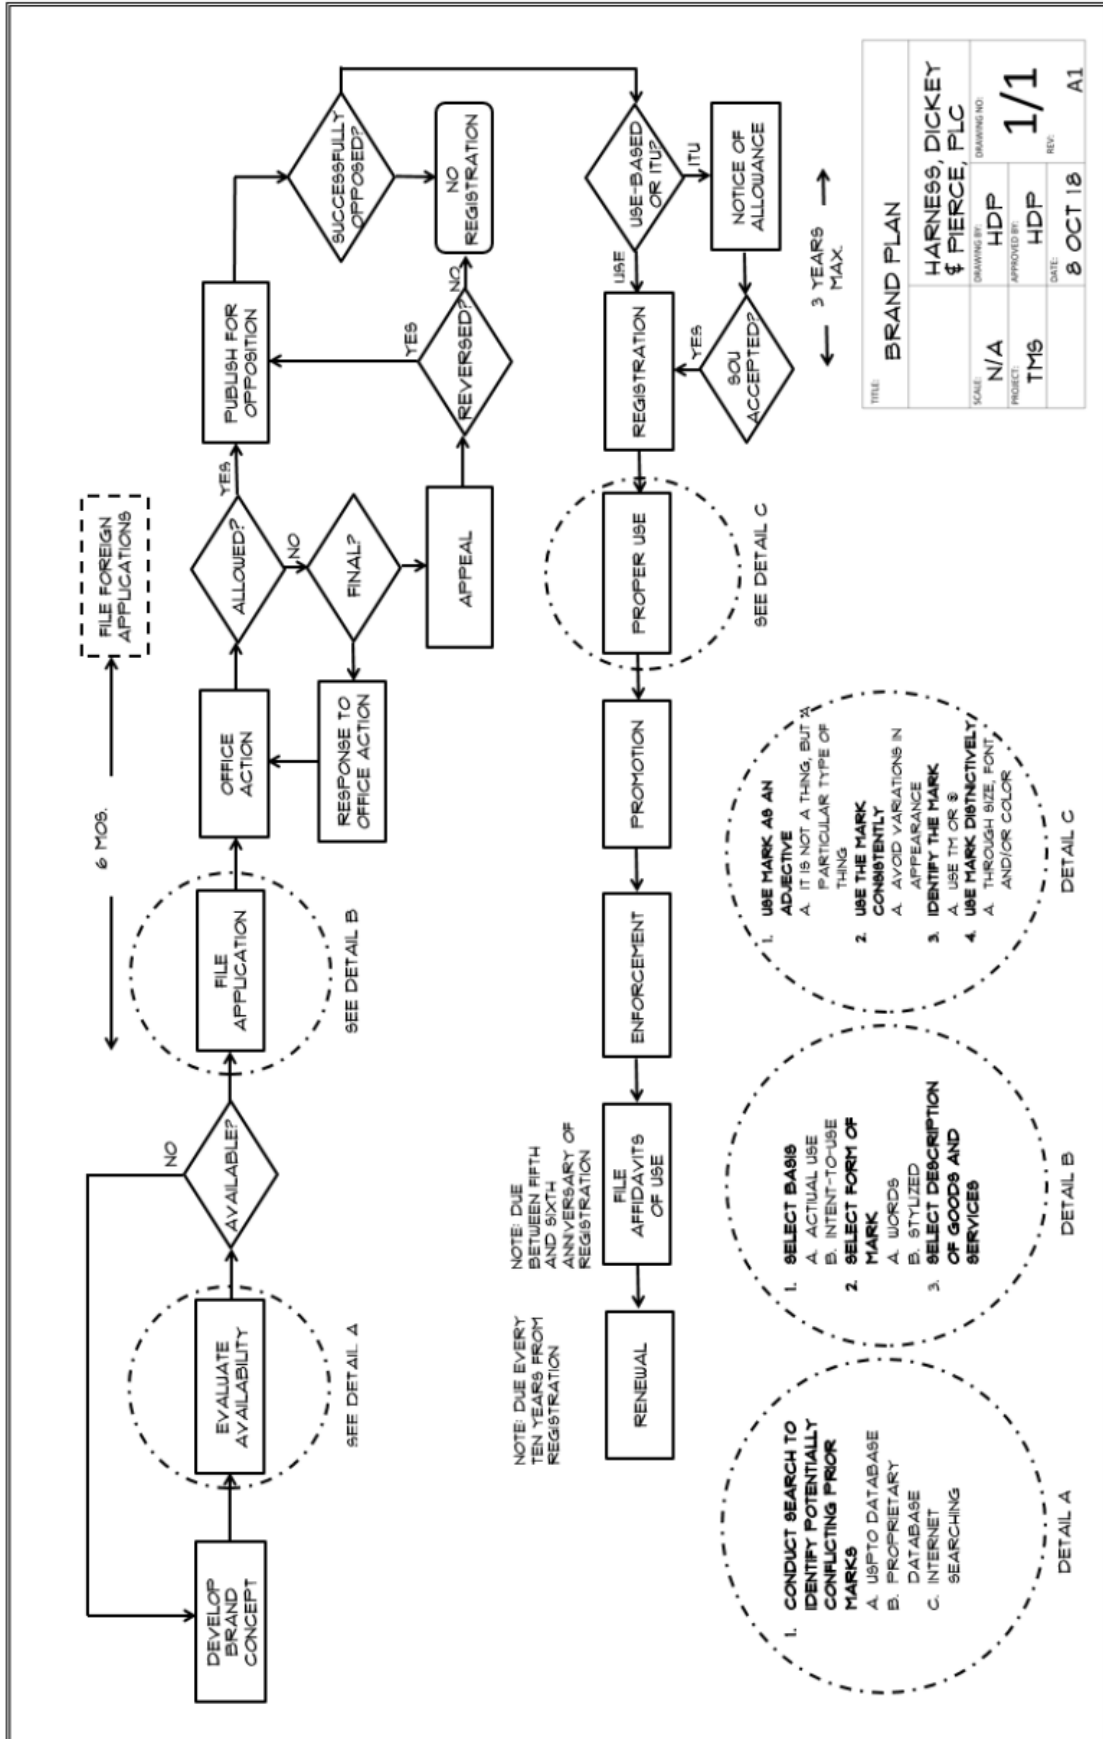 6 MOS.
FILE FOREIGN
APPLICATIONS
DEVELOP
BRAND
CONCEPT
EVALUATE
AVAILABILITY
SEE DETAIL A
AVAILABLE?
NO
FILE
APPLICATION
SEE DETAIL B
OFFICE
ACTION
RESPONSE TO
OFFICE ACTION
ALLOWED?
YES
NO
FINAL?
APPEAL
PUBLISH FOR
OPPOSITION
YES
REVERSED?
NO
SUCCESSFULLY
OPPOSED?
NO
REGISTRATION
USE-BASED
OR ITU?
USE
ITU
NOTICE OF
ALLOWANCE
SOU
ACCEPTED?
YES
3 YEARS
MAX.
REGISTRATION
PROPER USE
SEE DETAIL C
PROMOTION
ENFORCEMENT
FILE
AFFIDAVITS
OF USE
NOTE: DUE
BETWEEN FIFTH
AND SIXTH
ANNIVERSARY OF
REGISTRATION
RENEWAL
NOTE: DUE EVERY
TEN YEARS FROM
REGISTRATION
1. CONDUCT SEARCH TO
IDENTIFY POTENTIALLY
CONFLICTING PRIOR
MARKS
A. USPTO DATABASE
B. PROPRIETARY
DATABASE
C. INTERNET
SEARCHING
DETAIL A
1. SELECT BASIS
A. ACTIUAL USE
B. INTENT-TO-USE
2. SELECT FORM OF
MARK
A. WORDS
B. STYLIZED
3. SELECT DESCRIPTION
OF GOODS AND
SERVICES
DETAIL B
1. USE MARK AS AN
ADJECTIVE
A. IT IS NOT A THING, BUT A
PARTICULAR TYPE OF
THING
2. USE THE MARK
CONSISTENTLY
A. AVOID VARIATIONS IN
APPEARANCE
3. IDENTIFY THE MARK
A. USE TM OR ®
4. USE MARK DISTINCTIVELY
A. THROUGH SIZE, FONT,
AND/OR COLOR
DETAIL C
TITLE:
BRAND PLAN
HARNESS, DICKEY
& PIERCE, PLC
SCALE:
N/A
DRAWING BY:
HDP
DRAWING NO:
1/1
PROJECT:
TMS
APPROVED BY:
HDP
DATE:
8 OCT 18
REV:
A1